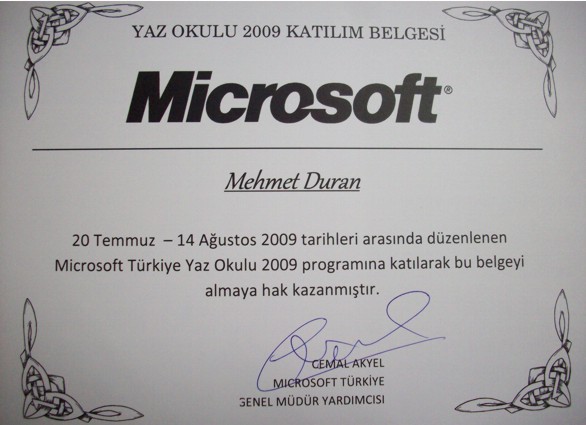 YAZ OKULU 2009 KATILIM BELGESİ
Microsoft®
Mehmet Duran
20 Temmuz – 14 Ağustos 2009 tarihleri arasında düzenlenen
Microsoft Türkiye Yaz Okulu 2009 programına katılarak bu belgeyi
almaya hak kazanmıştır.
CEMAL AKYEL
MICROSOFT TÜRKİYE
GENEL MÜDÜR YARDIMCISI